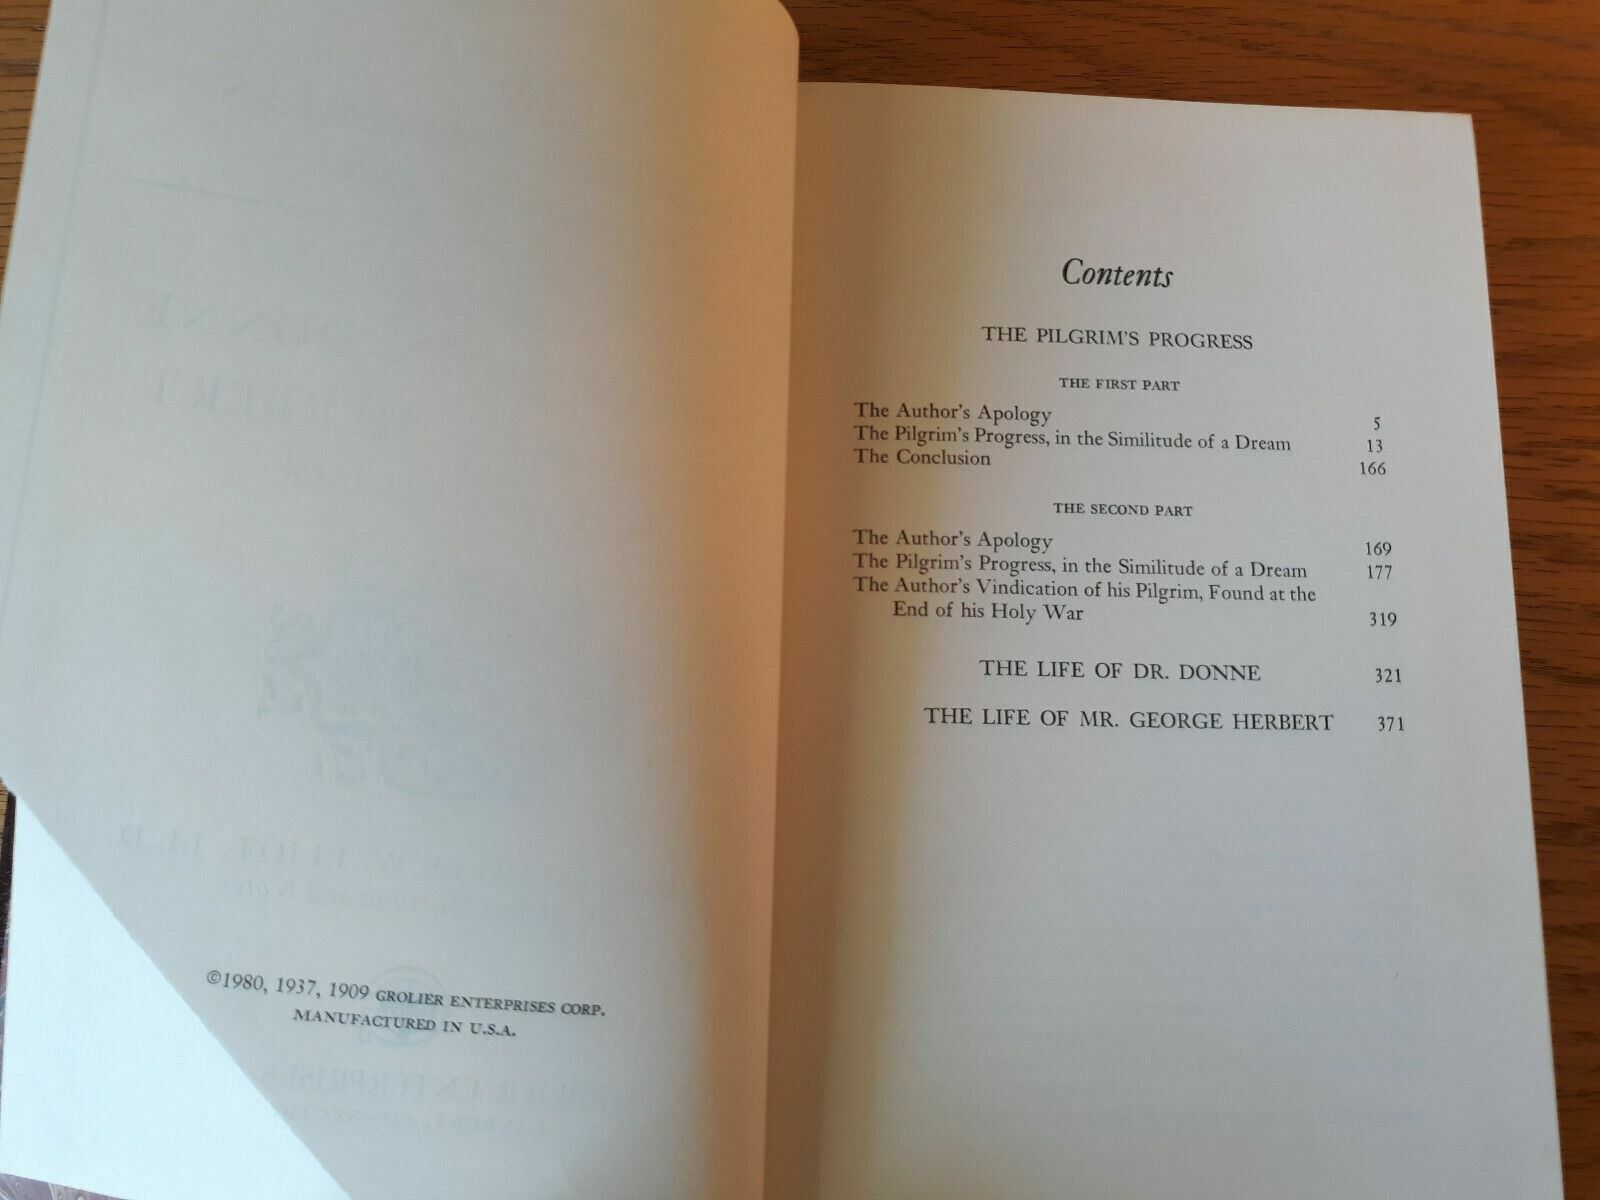 ©1980, 1937, 1909 GROLIER ENTERPRISES CORP.
MANUFACTURED IN U.S.A.
Contents
THE PILGRIM'S PROGRESS
THE FIRST PART
The Author's Apology 5
The Pilgrim's Progress, in the Similitude of a Dream 13
The Conclusion 166
THE SECOND PART
The Author's Apology 169
The Pilgrim's Progress, in the Similitude of a Dream 177
The Author's Vindication of his Pilgrim, Found at the
End of his Holy War 319
THE LIFE OF DR. DONNE 321
THE LIFE OF MR. GEORGE HERBERT 371